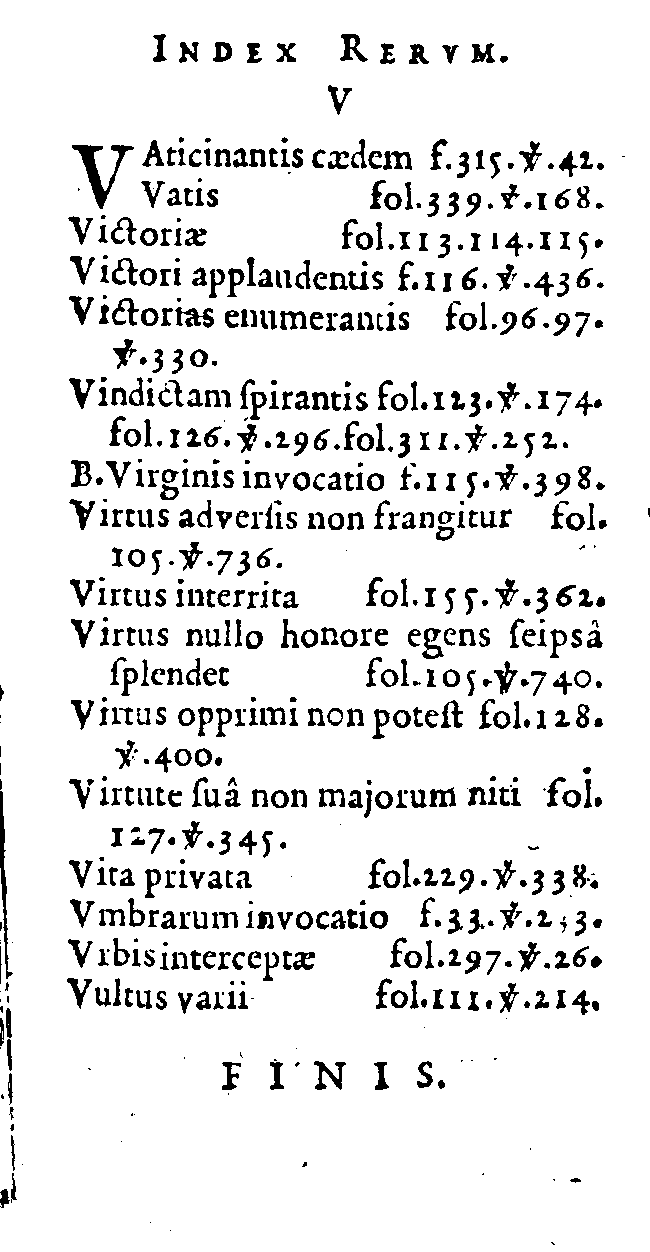 INDEX RERVM.
V
VAticinantis cædem f.315.℣.42.
Vatis fol.339.℣.168.
Victoriæ fol.113.114.115.
Victori applaudentis f.116.℣.436.
Victorias enumerantis fol.96.97.
℣.330.
Vindictam ſpirantis fol.123.℣.174.
fol.126.℣.296.fol.311.℣.252.
B.Virginis invocatio f.115.℣.398.
Virtus adverſis non frangitur fol.
105.℣.736.
Virtus interrita fol.155.℣.362.
Virtus nullo honore egens ſeipsâ
ſplendet fol.105.℣.740.
Virtus opprimi non poteſt fol.128.
℣.400.
Virtute ſuâ non majorum niti fol.
127.℣.345.
Vita privata fol.229.℣.338.
Vmbrarum invocatio f.33.℣.
Vrbis interceptæ fol.297.℣.26.
Vultus varii fol.111.℣.214.
FINIS.